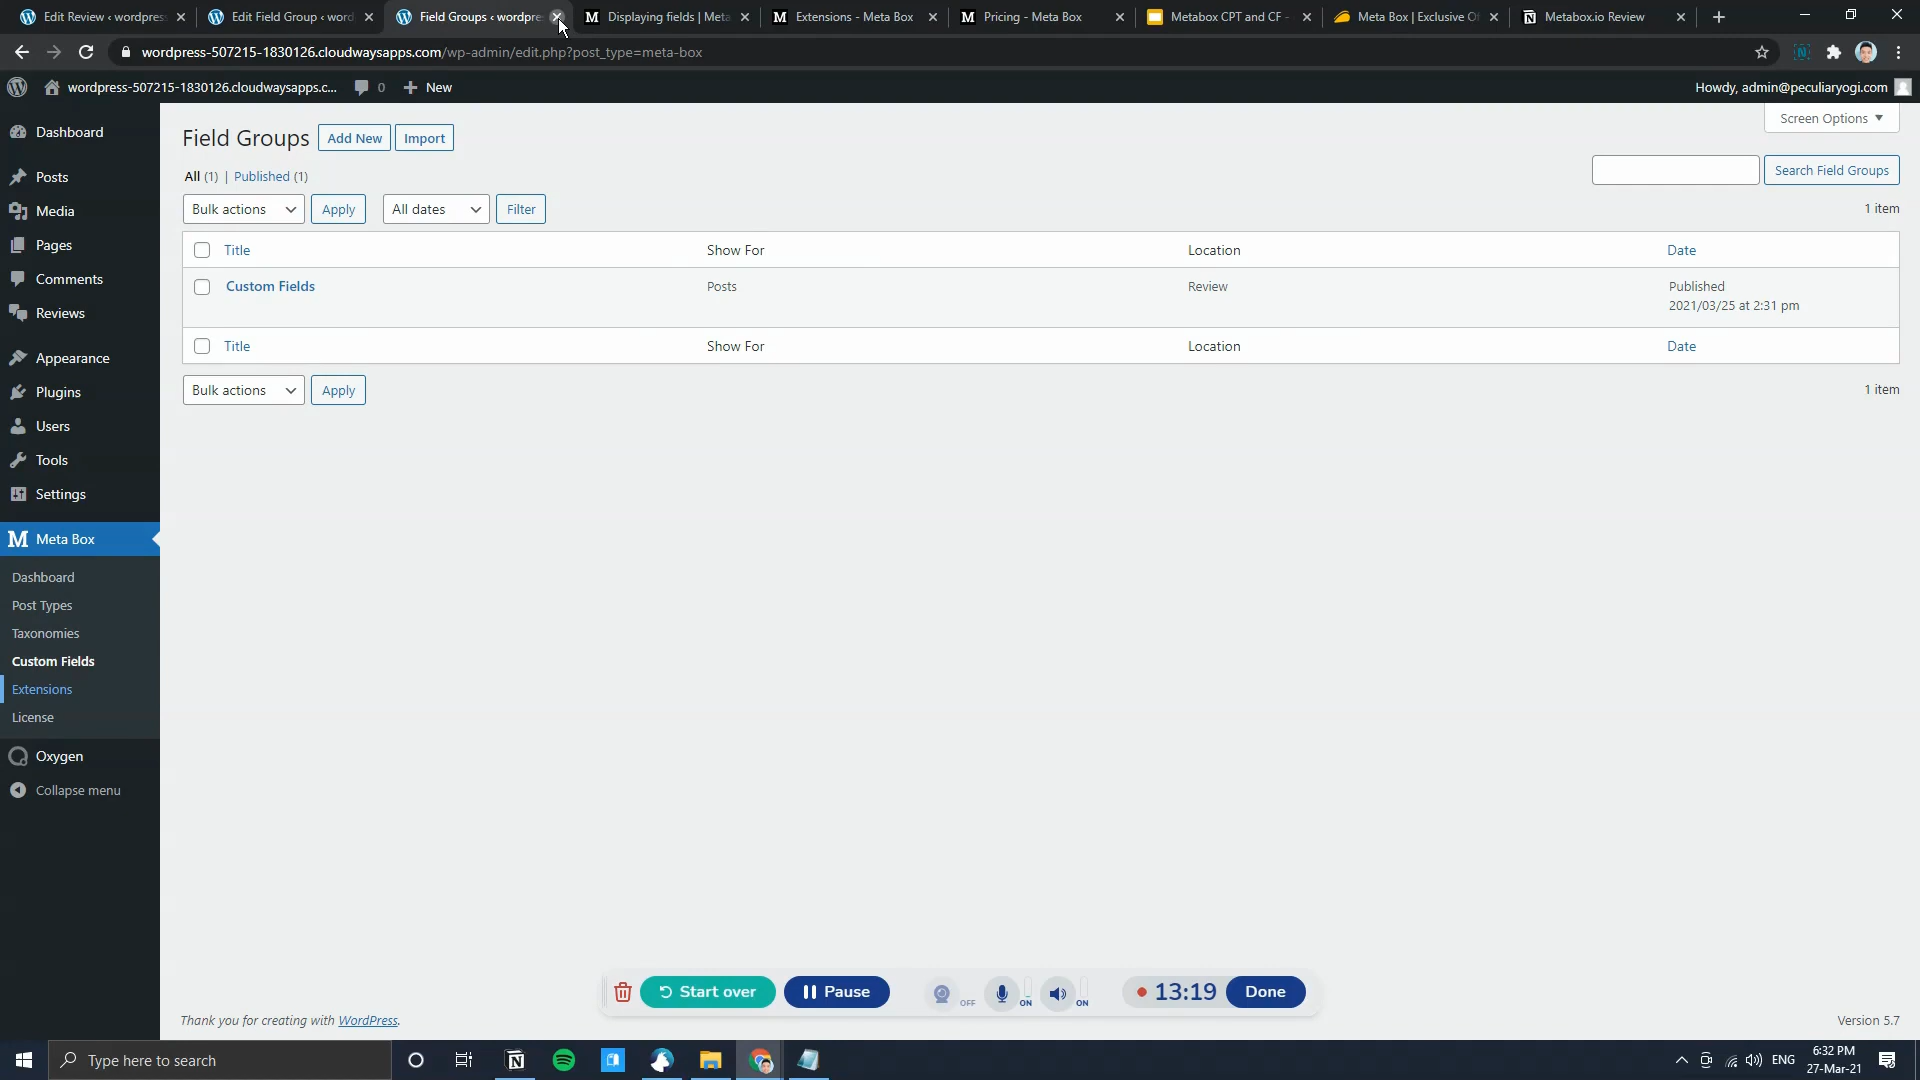 Edit Review ‹ wordpress
Edit Field Group ‹ word
Field Groups ‹ wordpre
Displaying fields | Meta
Extensions - Meta Box
Pricing - Meta Box
Metabox CPT and CF -
Meta Box | Exclusive Of
Metabox.io Review
wordpress-507215-1830126.cloudwaysapps.com/wp-admin/edit.php?post_type=meta-box
wordpress-507215-1830126.cloudwaysapps.c...
0
New
Howdy, admin@peculiaryogi.com
Dashboard
Posts
Media
Pages
Comments
Reviews
Appearance
Plugins
Users
Tools
Settings
Meta Box
Dashboard
Post Types
Taxonomies
Custom Fields
Extensions
License
Oxygen
Collapse menu
Screen Options
Field Groups
Add New
Import
All (1) | Published (1)
Search Field Groups
Bulk actions
Apply
All dates
Filter
1 item
Title Show For Location Date
Custom Fields Posts Review Published
2021/03/25 at 2:31 pm
Title Show For Location Date
Bulk actions
Apply
1 item
Start over
Pause
OFF
ON
ON
13:19
Done
Thank you for creating with WordPress.
Version 5.7
Type here to search
ENG
6:32 PM
27-Mar-21